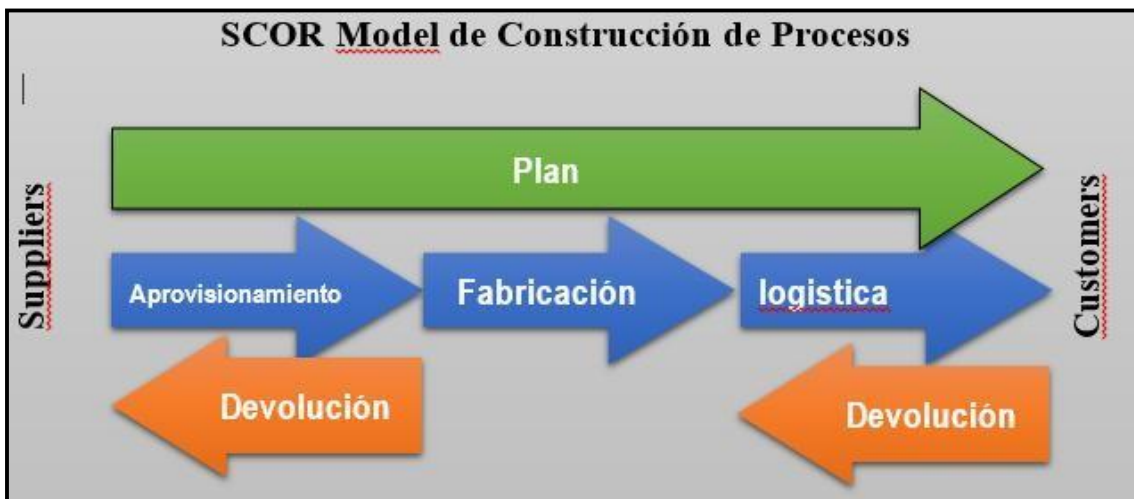 SCOR Model de Construcción de Procesos
Plan
Suppliers
Aprovisionamiento
Fabricación
logistica
Customers
Devolución
Devolución